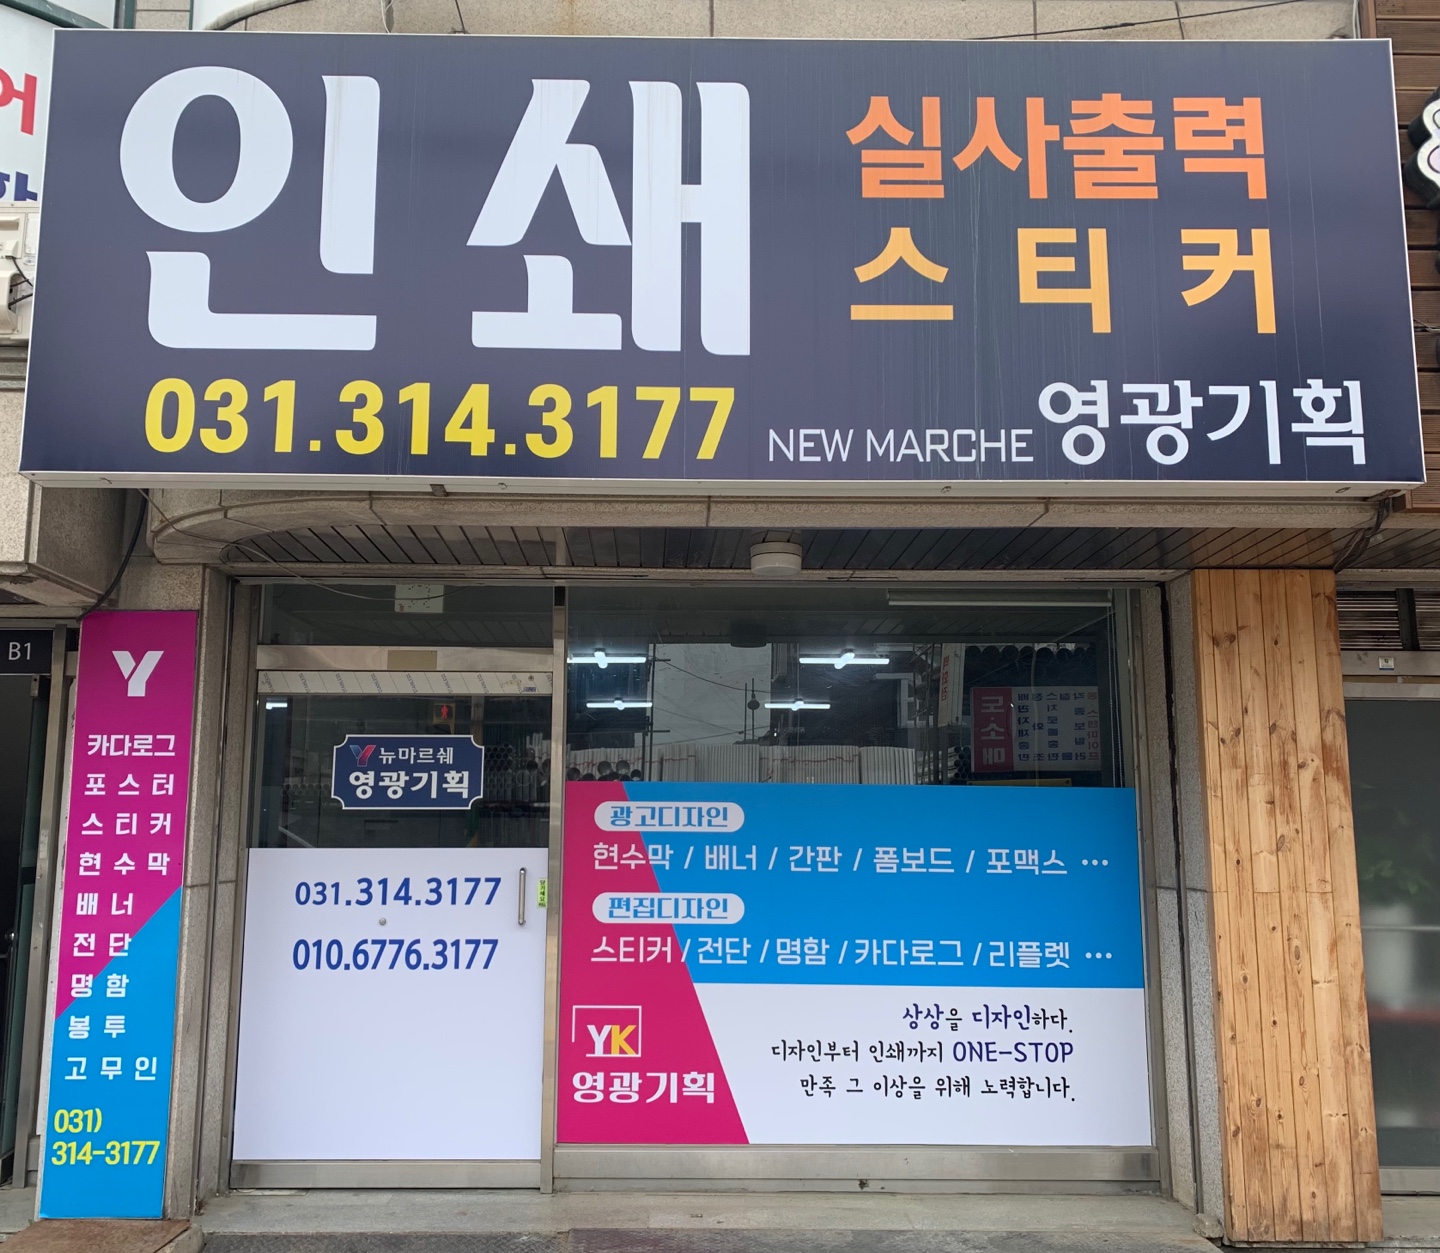 인쇄
실사출력
스티커
031.314.3177
NEW MARCHE 영광기획
B1
Y
카다로그
포스터
스티커
현수막
배너
전단
명함
봉투
고무인
031)
314-3177
Y 뉴마르쉐
영광기획
031.314.3177
010.6776.3177
광고디자인
현수막 / 배너 / 간판 / 폼보드 / 포맥스 ···
편집디자인
스티커 / 전단 / 명함 / 카다로그 / 리플렛 ···
YK
영광기획
상상을 디자인하다.
디자인부터 인쇄까지 ONE-STOP
만족 그 이상을 위해 노력합니다.
도·소매
어